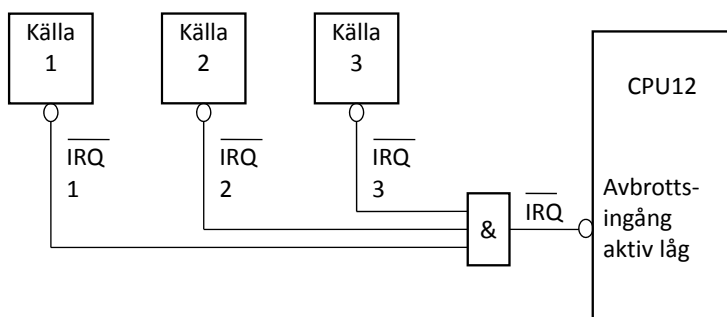 Källa
1
Källa
2
Källa
3
IRQ
1
IRQ
2
IRQ
3
&
IRQ
CPU12
Avbrotts-
ingång
aktiv låg